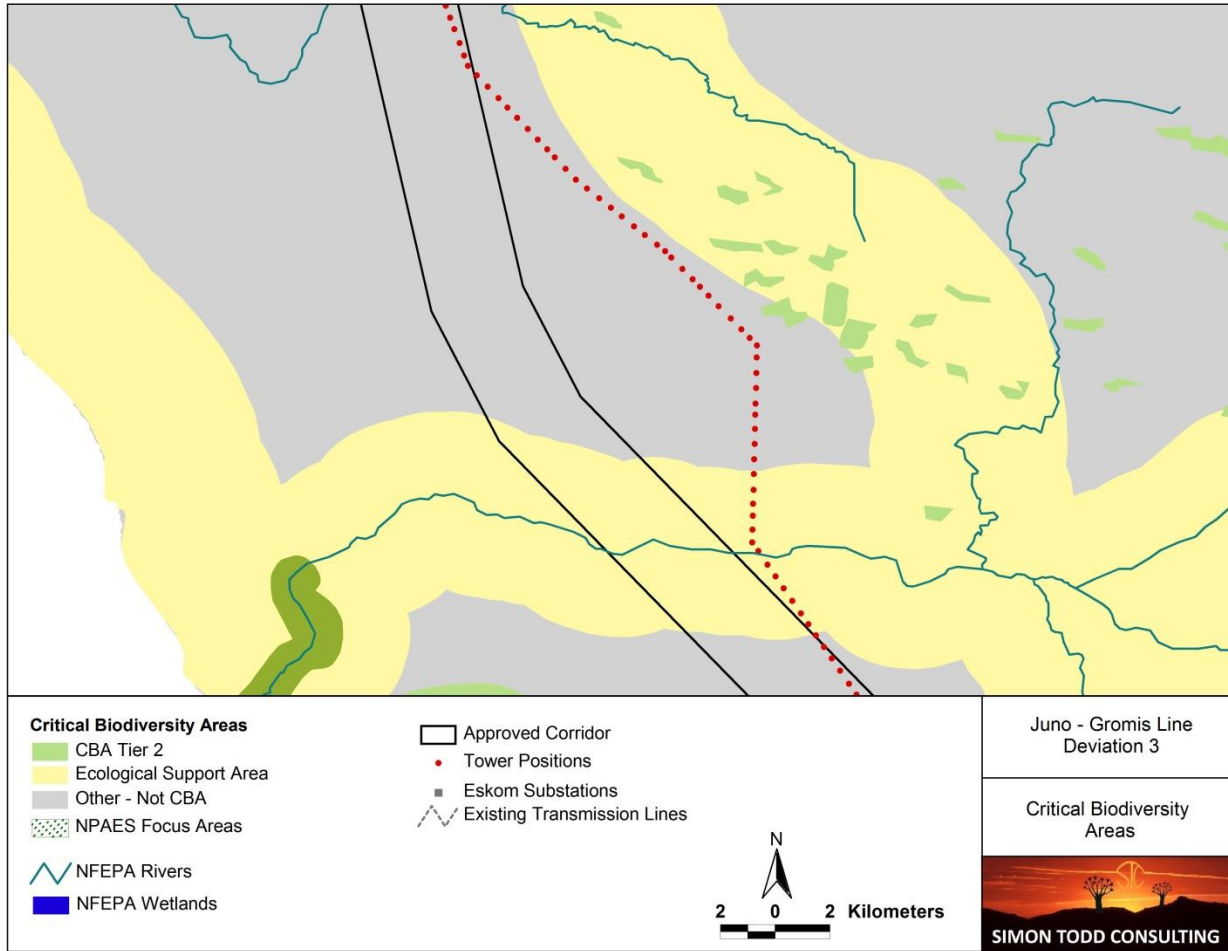 Critical Biodiversity Areas
CBA Tier 2
Ecological Support Area
Other - Not CBA
NPAES Focus Areas
NFEPA Rivers
NFEPA Wetlands
Approved Corridor
Tower Positions
Eskom Substations
Existing Transmission Lines
N
2 0 2 Kilometers
Juno - Gromis Line
Deviation 3
Critical Biodiversity
Areas
STC
SIMON TODD CONSULTING